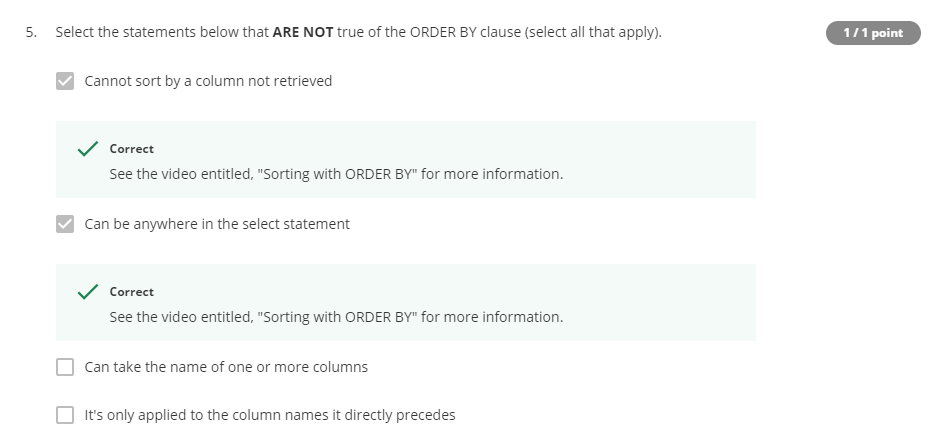 5. Select the statements below that ARE NOT true of the ORDER BY clause (select all that apply).
1 / 1 point
Cannot sort by a column not retrieved
Correct
See the video entitled, "Sorting with ORDER BY" for more information.
Can be anywhere in the select statement
Correct
See the video entitled, "Sorting with ORDER BY" for more information.
Can take the name of one or more columns
It's only applied to the column names it directly precedes